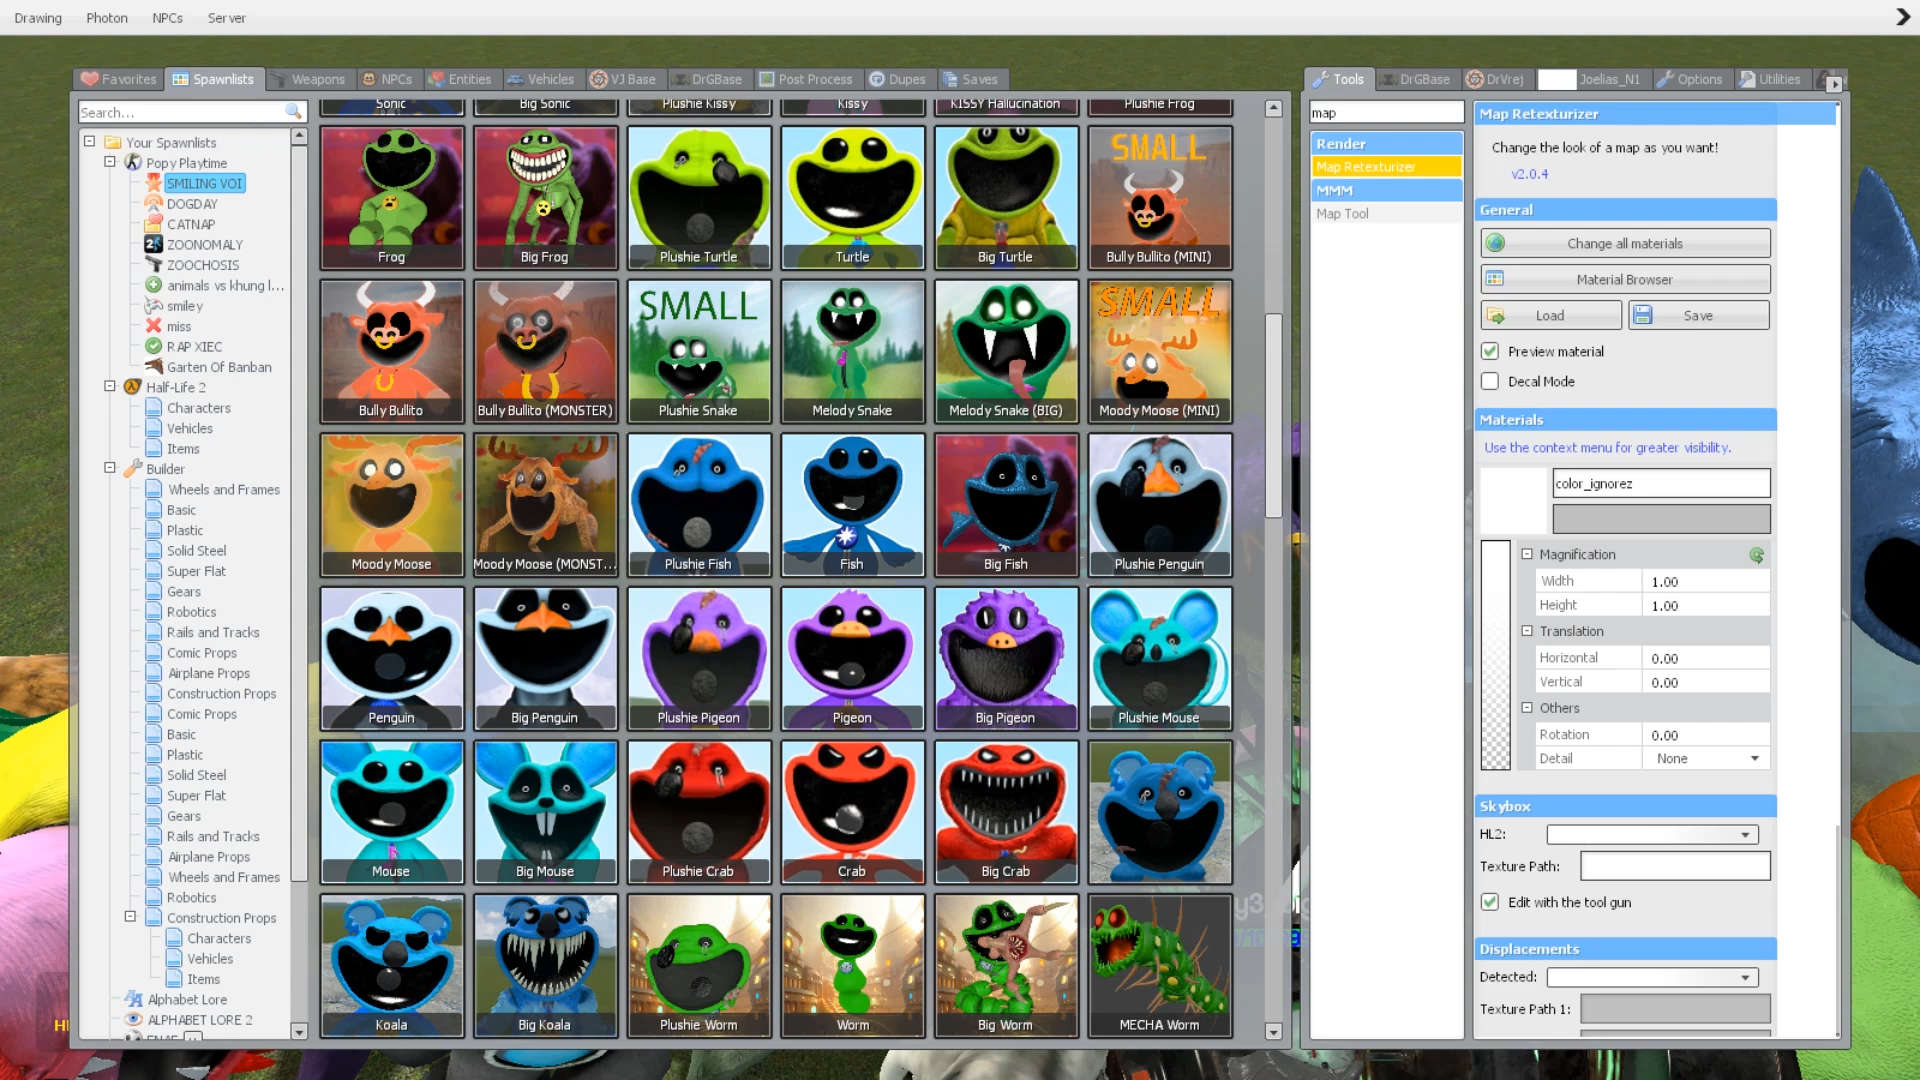 Drawing Photon NPCs Server
Favorites Spawnlists Weapons NPCs Entities Vehicles VJ Base DrGBase Post Process Dupes Saves
Search...
Your Spawnlists
Popy Playtime
SMILING VOI
DOGDAY
CATNAP
ZOONOMALY
ZOOCHOSIS
animals vs khung l...
smiley
miss
RAP XIEC
Garten Of Banban
Half-Life 2
Characters
Vehicles
Items
Builder
Wheels and Frames
Basic
Plastic
Solid Steel
Super Flat
Gears
Robotics
Rails and Tracks
Comic Props
Airplane Props
Construction Props
Comic Props
Basic
Plastic
Solid Steel
Super Flat
Gears
Rails and Tracks
Airplane Props
Wheels and Frames
Robotics
Construction Props
Characters
Vehicles
Items
Alphabet Lore
ALPHABET LORE 2
Sonic Big Sonic Plushie Kissy Kissy KISSY Hallucination Plushie Frog
SMALL
Frog Big Frog Plushie Turtle Turtle Big Turtle Bully Bullito (MINI)
SMALL SMALL
Bully Bullito Bully Bullito (MONSTER) Plushie Snake Melody Snake Melody Snake (BIG) Moody Moose (MINI)
Moody Moose Moody Moose (MONST... Plushie Fish Fish Big Fish Plushie Penguin
Penguin Big Penguin Plushie Pigeon Pigeon Big Pigeon Plushie Mouse
Mouse Big Mouse Plushie Crab Crab Big Crab
Koala Big Koala Plushie Worm Worm Big Worm MECHA Worm
Tools DrGBase DrVrej Joelias_N1 Options Utilities
map
Render
Map Retexturizer
MMM
Map Tool
Map Retexturizer
Change the look of a map as you want!
v2.0.4
General
Change all materials
Material Browser
Load Save
Preview material
Decal Mode
Materials
Use the context menu for greater visibility.
color_ignorez
Magnification
Width 1.00
Height 1.00
Translation
Horizontal 0.00
Vertical 0.00
Others
Rotation 0.00
Detail None
Skybox
HL2:
Texture Path:
Edit with the tool gun
Displacements
Detected:
Texture Path 1: